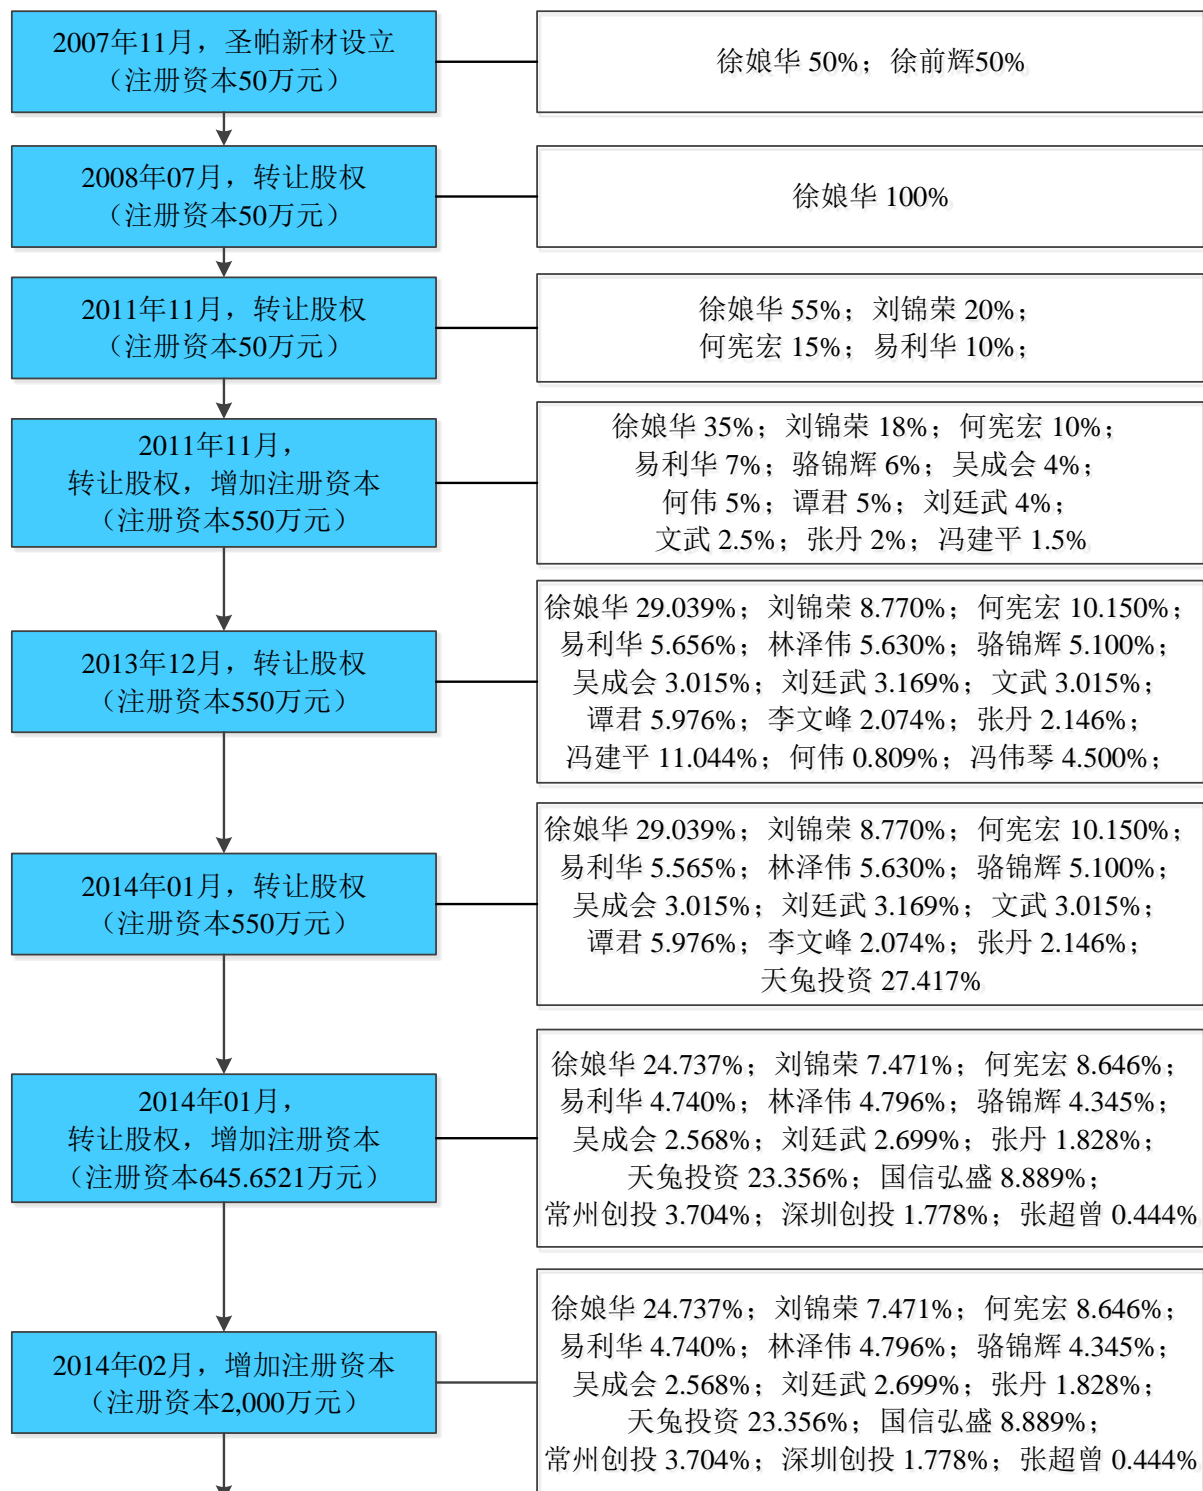 2007年11月，圣帕新材设立
（注册资本50万元）
徐娘华 50%；徐前辉50%
2008年07月，转让股权
（注册资本50万元）
徐娘华 100%
2011年11月，转让股权
（注册资本50万元）
徐娘华 55%；刘锦荣 20%；
何宪宏 15%；易利华 10%；
2011年11月，
转让股权，增加注册资本
（注册资本550万元）
徐娘华 35%；刘锦荣 18%；何宪宏 10%；
易利华 7%；骆锦辉 6%；吴成会 4%；
何伟 5%；谭君 5%；刘廷武 4%；
文武 2.5%；张丹 2%；冯建平 1.5%
2013年12月，转让股权
（注册资本550万元）
徐娘华 29.039%；刘锦荣 8.770%；何宪宏 10.150%；
易利华 5.656%；林泽伟 5.630%；骆锦辉 5.100%；
吴成会 3.015%；刘廷武 3.169%；文武 3.015%；
谭君 5.976%；李文峰 2.074%；张丹 2.146%；
冯建平 11.044%；何伟 0.809%；冯伟琴 4.500%；
2014年01月，转让股权
（注册资本550万元）
徐娘华 29.039%；刘锦荣 8.770%；何宪宏 10.150%；
易利华 5.565%；林泽伟 5.630%；骆锦辉 5.100%；
吴成会 3.015%；刘廷武 3.169%；文武 3.015%；
谭君 5.976%；李文峰 2.074%；张丹 2.146%；
天兔投资 27.417%
2014年01月，
转让股权，增加注册资本
（注册资本645.6521万元）
徐娘华 24.737%；刘锦荣 7.471%；何宪宏 8.646%；
易利华 4.740%；林泽伟 4.796%；骆锦辉 4.345%；
吴成会 2.568%；刘廷武 2.699%；张丹 1.828%；
天兔投资 23.356%；国信弘盛 8.889%；
常州创投 3.704%；深圳创投 1.778%；张超曾 0.444%
2014年02月，增加注册资本
（注册资本2,000万元）
徐娘华 24.737%；刘锦荣 7.471%；何宪宏 8.646%；
易利华 4.740%；林泽伟 4.796%；骆锦辉 4.345%；
吴成会 2.568%；刘廷武 2.699%；张丹 1.828%；
天兔投资 23.356%；国信弘盛 8.889%；
常州创投 3.704%；深圳创投 1.778%；张超曾 0.444%